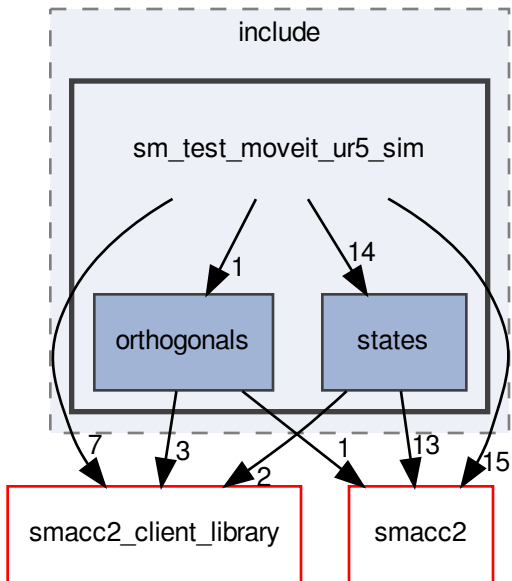 include
sm_test_moveit_ur5_sim
1
14
orthogonals
states
7
3
2
1
13
15
smacc2_client_library
smacc2